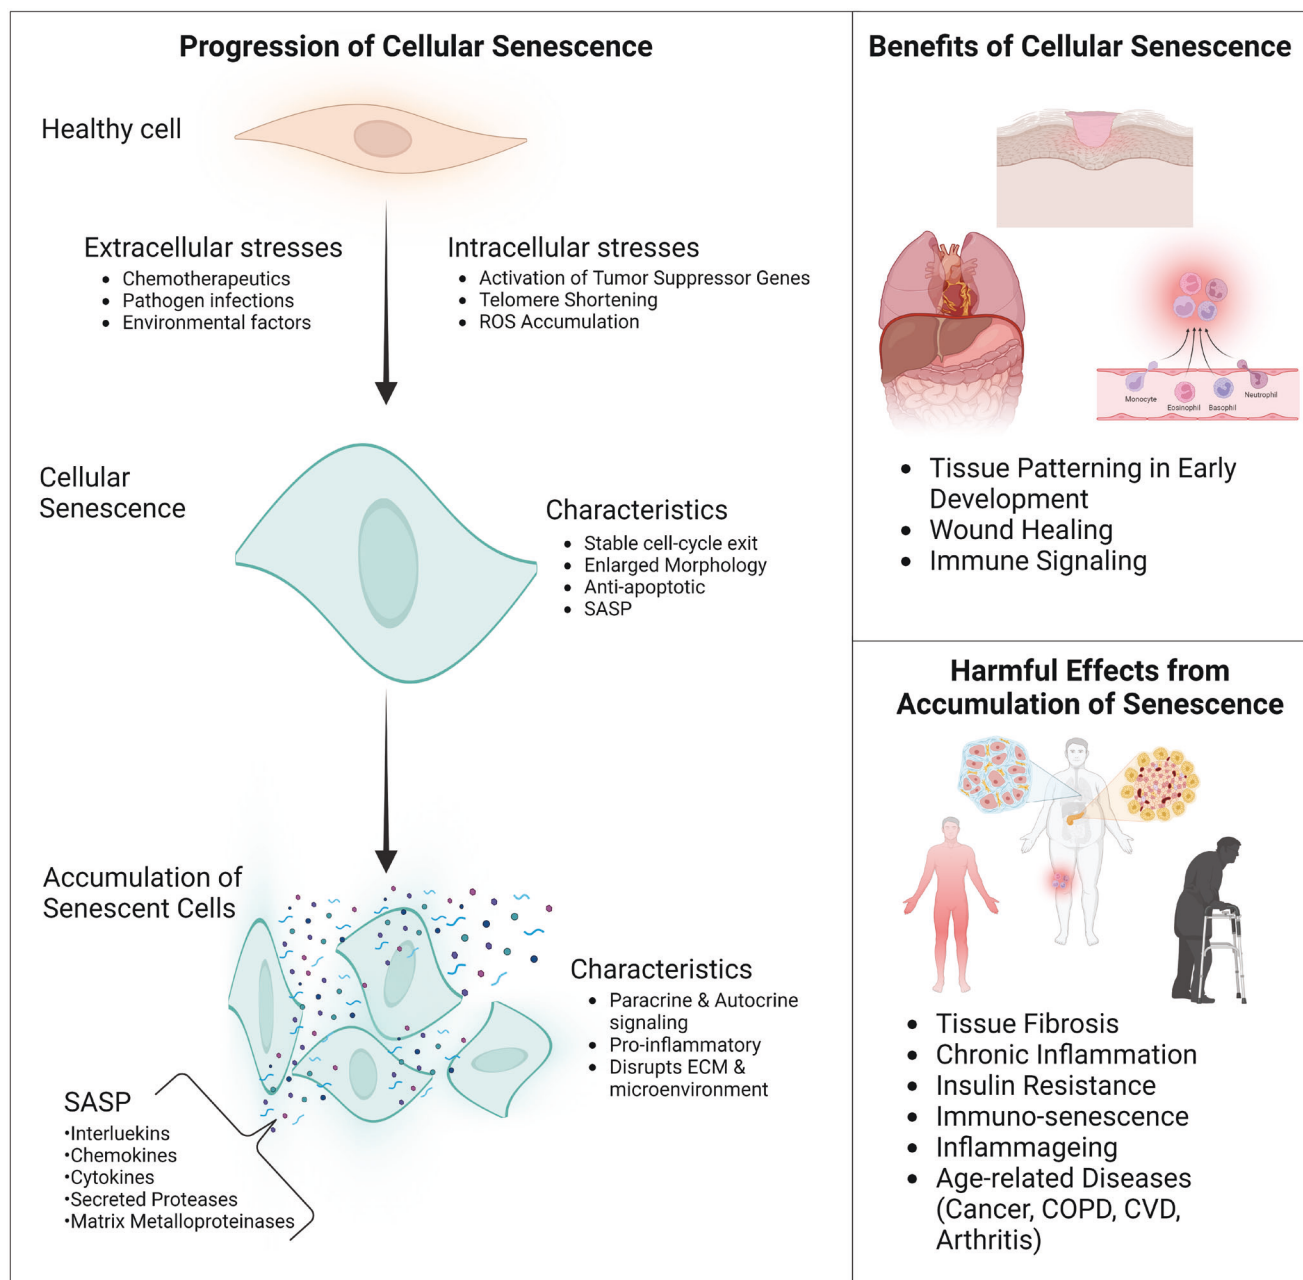 Progression of Cellular Senescence
Healthy cell
Extracellular stresses
• Chemotherapeutics
• Pathogen infections
• Environmental factors
Intracellular stresses
• Activation of Tumor Suppressor Genes
• Telomere Shortening
• ROS Accumulation
Cellular
Senescence
Characteristics
• Stable cell-cycle exit
• Enlarged Morphology
• Anti-apoptotic
• SASP
Accumulation of
Senescent Cells
Characteristics
• Paracrine & Autocrine
signaling
• Pro-inflammatory
• Disrupts ECM &
microenvironment
SASP
•Interluekins
•Chemokines
•Cytokines
•Secreted Proteases
•Matrix Metalloproteinases
Benefits of Cellular Senescence
Monocyte
Eosinophil
Basophil
Neutrophil
• Tissue Patterning in Early
Development
• Wound Healing
• Immune Signaling
Harmful Effects from
Accumulation of Senescence
• Tissue Fibrosis
• Chronic Inflammation
• Insulin Resistance
• Immuno-senescence
• Inflammageing
• Age-related Diseases
(Cancer, COPD, CVD,
Arthritis)